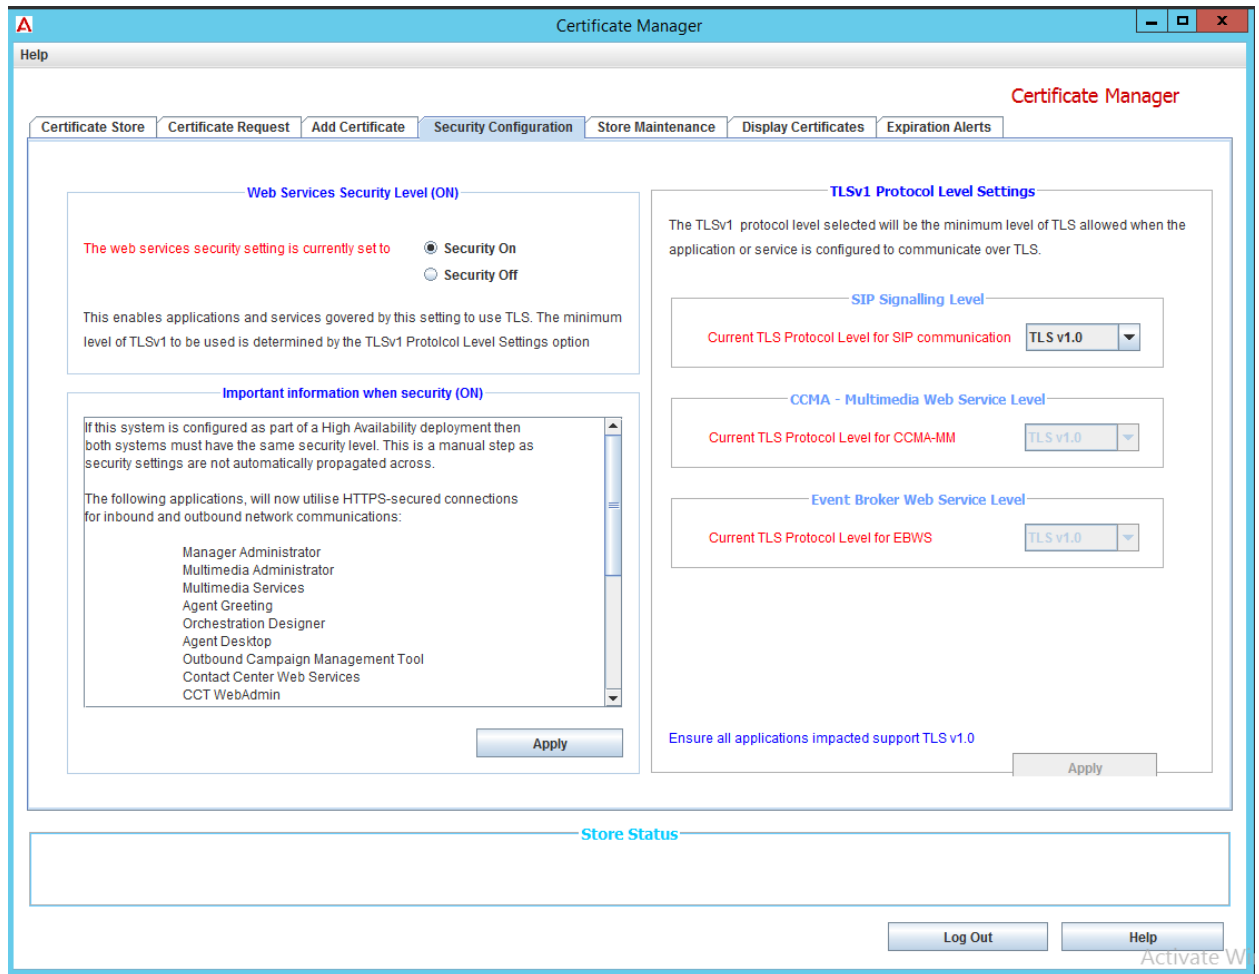 Certificate Manager
Help
Certificate Manager
Certificate Store
Certificate Request
Add Certificate
Security Configuration
Store Maintenance
Display Certificates
Expiration Alerts
Web Services Security Level (ON)
The web services security setting is currently set to
Security On
Security Off
This enables applications and services govered by this setting to use TLS. The minimum
level of TLSv1 to be used is determined by the TLSv1 Protolcol Level Settings option
Important information when security (ON)
If this system is configured as part of a High Availability deployment then
both systems must have the same security level. This is a manual step as
security settings are not automatically propagated across.
The following applications, will now utilise HTTPS-secured connections
for inbound and outbound network communications:
Manager Administrator
Multimedia Administrator
Multimedia Services
Agent Greeting
Orchestration Designer
Agent Desktop
Outbound Campaign Management Tool
Contact Center Web Services
CCT WebAdmin
Apply
TLSv1 Protocol Level Settings
The TLSv1 protocol level selected will be the minimum level of TLS allowed when the
application or service is configured to communicate over TLS.
SIP Signalling Level
Current TLS Protocol Level for SIP communication
TLS v1.0
CCMA - Multimedia Web Service Level
Current TLS Protocol Level for CCMA-MM
TLS v1.0
Event Broker Web Service Level
Current TLS Protocol Level for EBWS
TLS v1.0
Ensure all applications impacted support TLS v1.0
Apply
Store Status
Log Out
Help
Activate W